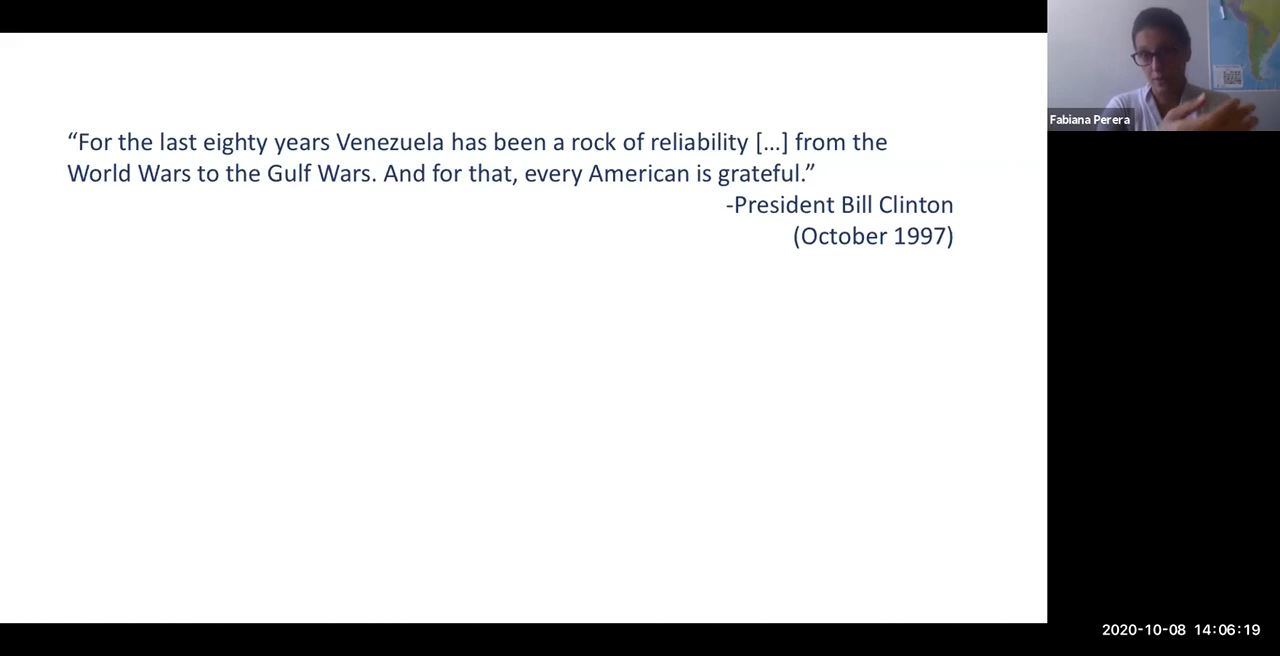 “For the last eighty years Venezuela has been a rock of reliability [...] from the
World Wars to the Gulf Wars. And for that, every American is grateful.”
-President Bill Clinton
(October 1997)
Fabiana Perera
2020-10-08 14:06:19